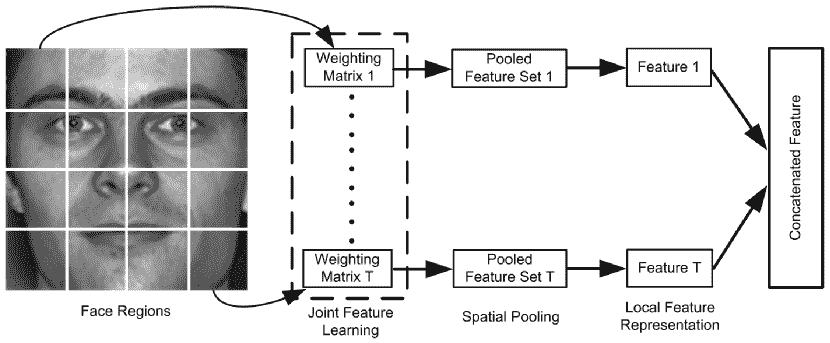 Weighting
Matrix 1
Pooled
Feature Set 1
Feature 1
Concatenated Feature
Weighting
Matrix T
Pooled
Feature Set T
Feature T
Face Regions
Joint Feature
Learning
Spatial Pooling
Local Feature
Representation